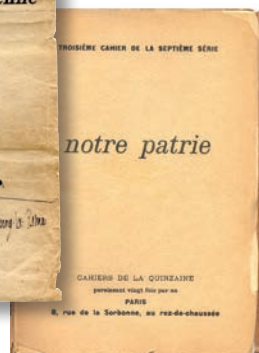 TROISIÈME CAHIER DE LA SEPTIÈME SÉRIE
notre patrie
CAHIERS DE LA QUINZAINE
paraissant vingt fois par an
PARIS
8, rue de la Sorbonne, au rez-de-chaussée